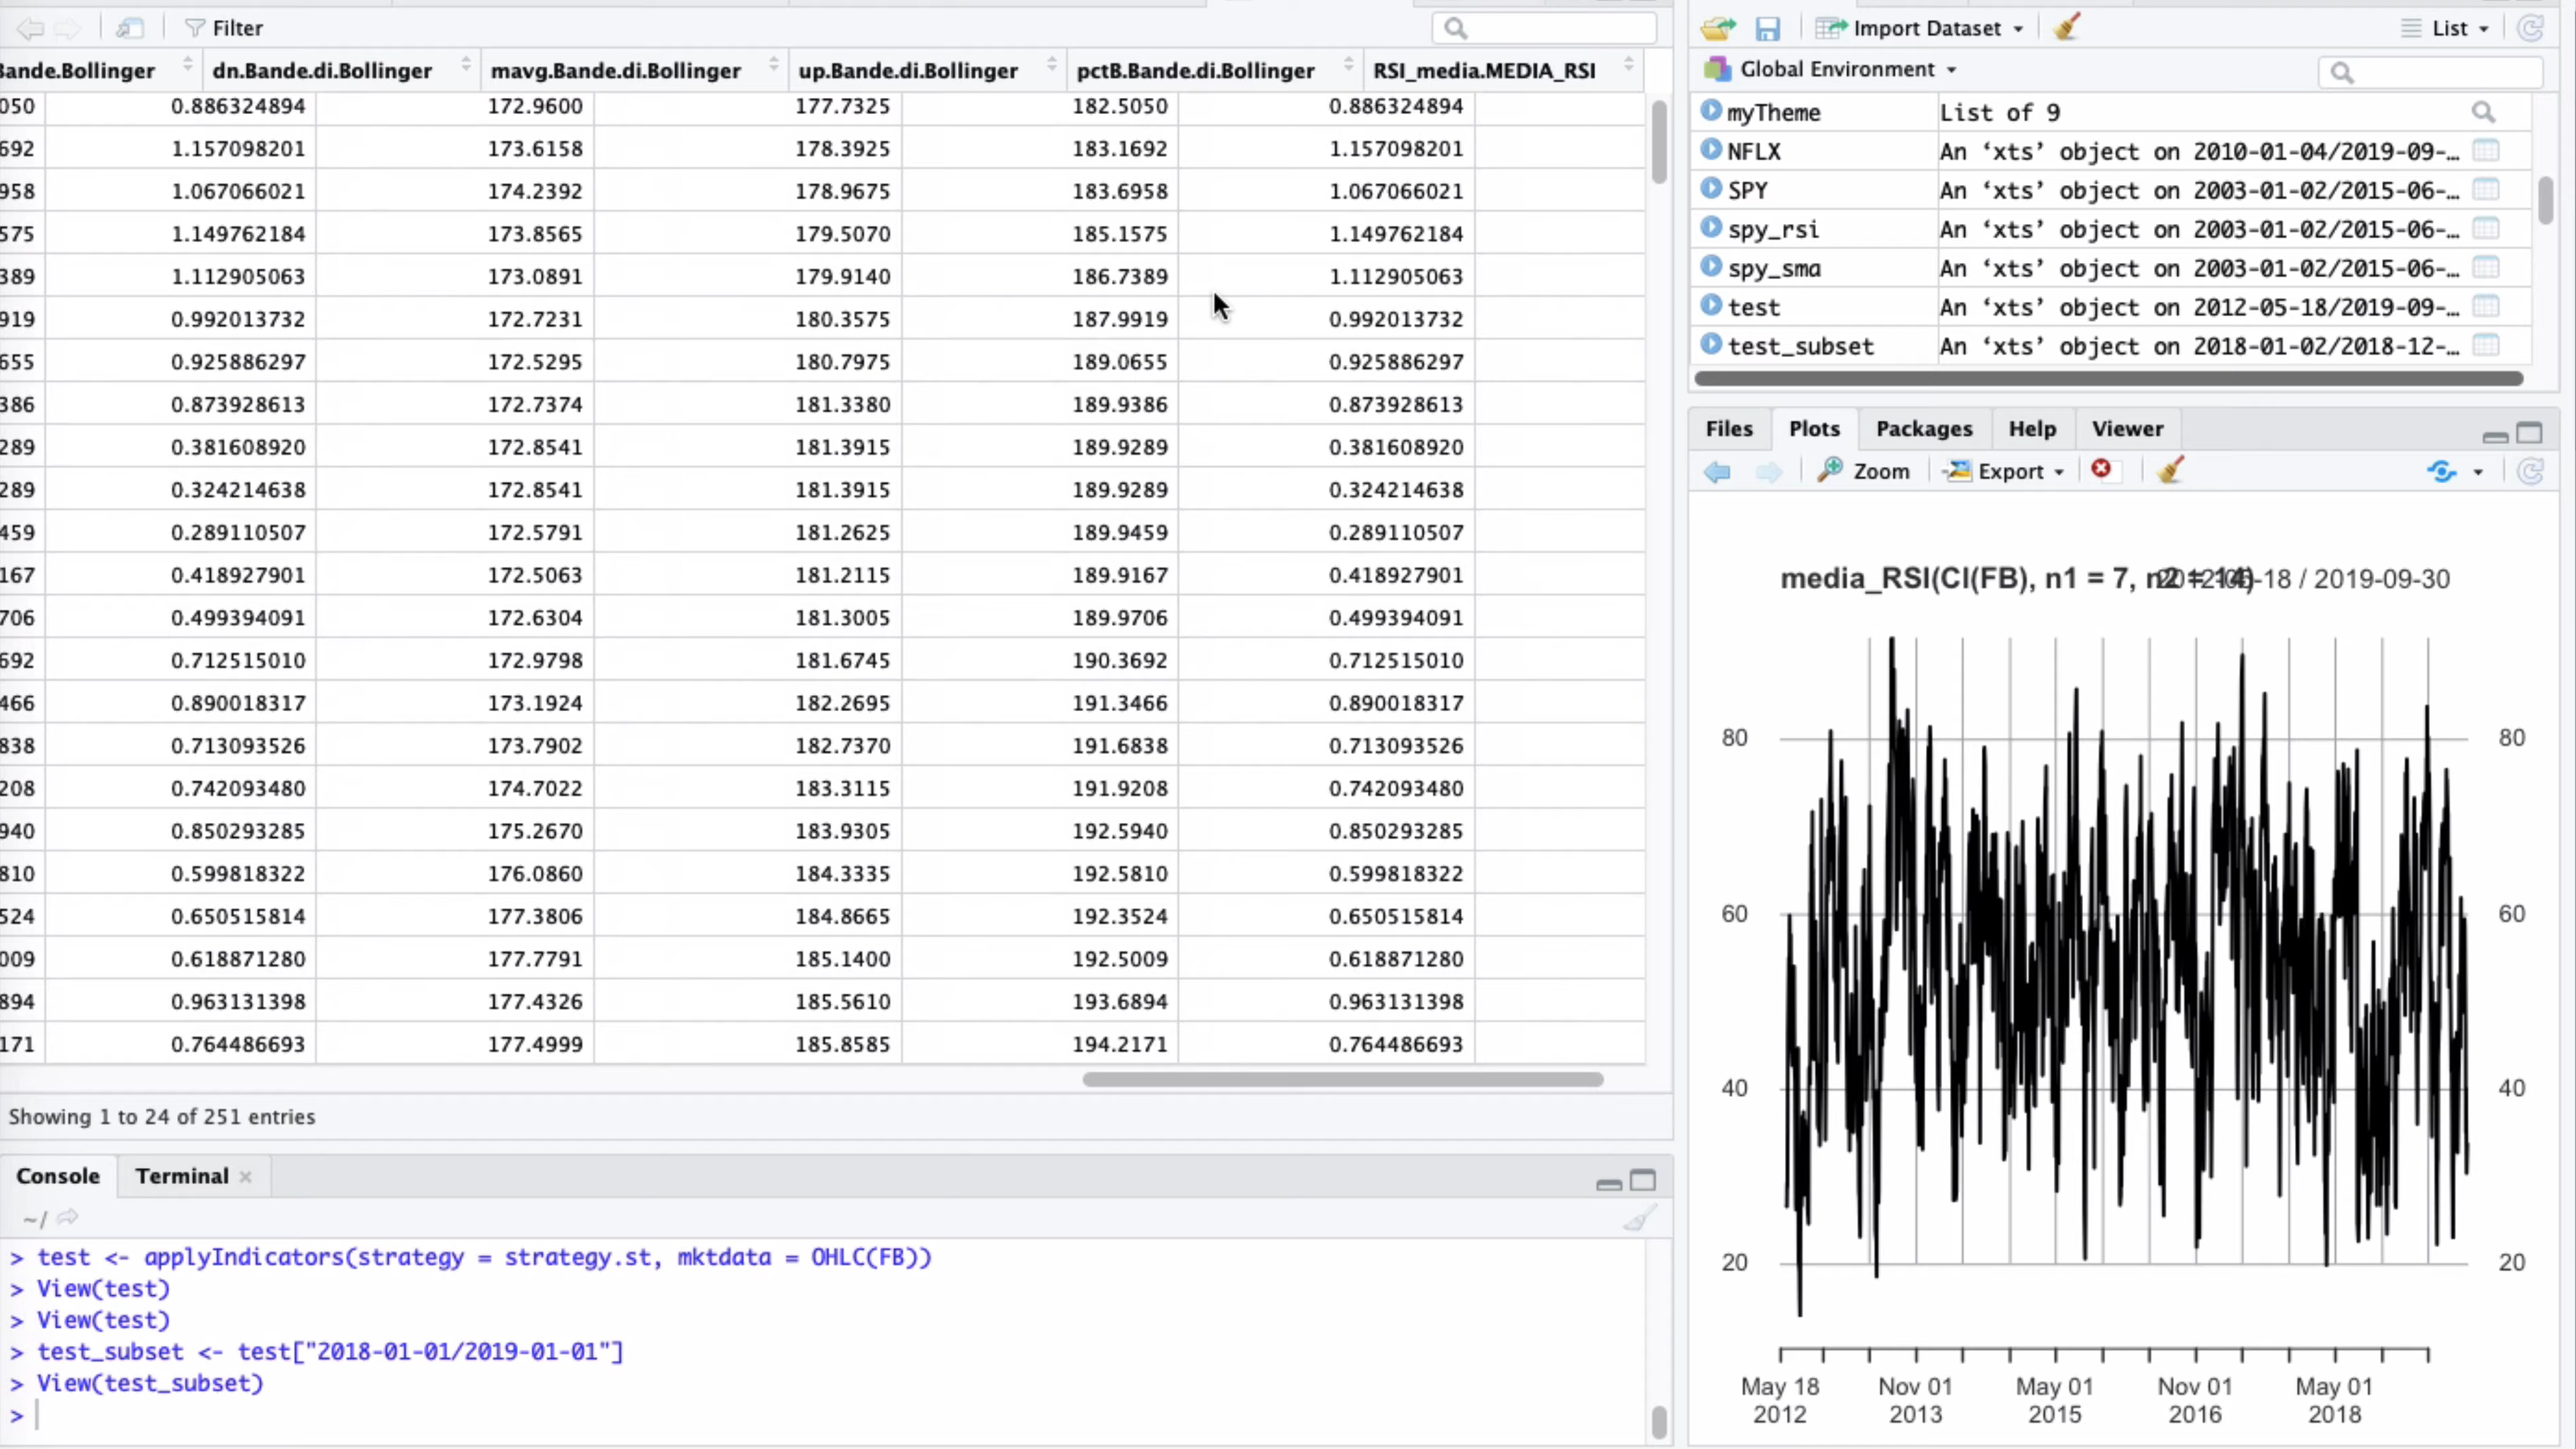 Filter
Bande.Bollinger dn.Bande.di.Bollinger mavg.Bande.di.Bollinger up.Bande.di.Bollinger pctB.Bande.di.Bollinger RSI_media.MEDIA_RSI
050 0.886324894 172.9600 177.7325 182.5050 0.886324894
692 1.157098201 173.6158 178.3925 183.1692 1.157098201
958 1.067066021 174.2392 178.9675 183.6958 1.067066021
575 1.149762184 173.8565 179.5070 185.1575 1.149762184
389 1.112905063 173.0891 179.9140 186.7389 1.112905063
919 0.992013732 172.7231 180.3575 187.9919 0.992013732
655 0.925886297 172.5295 180.7975 189.0655 0.925886297
386 0.873928613 172.7374 181.3380 189.9386 0.873928613
289 0.381608920 172.8541 181.3915 189.9289 0.381608920
289 0.324214638 172.8541 181.3915 189.9289 0.324214638
459 0.289110507 172.5791 181.2625 189.9459 0.289110507
167 0.418927901 172.5063 181.2115 189.9167 0.418927901
706 0.499394091 172.6304 181.3005 189.9706 0.499394091
692 0.712515010 172.9798 181.6745 190.3692 0.712515010
466 0.890018317 173.1924 182.2695 191.3466 0.890018317
838 0.713093526 173.7902 182.7370 191.6838 0.713093526
208 0.742093480 174.7022 183.3115 191.9208 0.742093480
940 0.850293285 175.2670 183.9305 192.5940 0.850293285
810 0.599818322 176.0860 184.3335 192.5810 0.599818322
524 0.650515814 177.3806 184.8665 192.3524 0.650515814
009 0.618871280 177.7791 185.1400 192.5009 0.618871280
894 0.963131398 177.4326 185.5610 193.6894 0.963131398
171 0.764486693 177.4999 185.8585 194.2171 0.764486693
Showing 1 to 24 of 251 entries
Console Terminal
~/
> test <- applyIndicators(strategy = strategy.st, mktdata = OHLC(FB))
> View(test)
> View(test)
> test_subset <- test["2018-01-01/2019-01-01"]
> View(test_subset)
>
Import Dataset List
Global Environment
myTheme List of 9
NFLX An ‘xts’ object on 2010-01-04/2019-09-…
SPY An ‘xts’ object on 2003-01-02/2015-06-…
spy_rsi An ‘xts’ object on 2003-01-02/2015-06-…
spy_sma An ‘xts’ object on 2003-01-02/2015-06-…
test An ‘xts’ object on 2012-05-18/2019-09-…
test_subset An ‘xts’ object on 2018-01-02/2018-12-…
Files Plots Packages Help Viewer
Zoom Export
media_RSI(Cl(FB), n1 = 7, n2 = 14) 2012-05-18 / 2019-09-30
80 80
60 60
40 40
20 20
May 18 Nov 01 May 01 Nov 01 May 01
2012 2013 2015 2016 2018